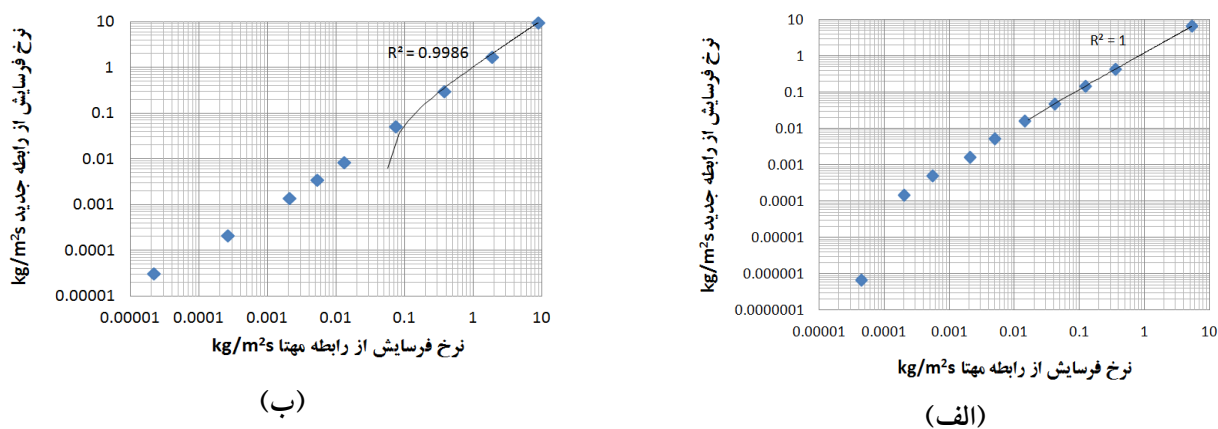 نرخ فرسایش از رابطه جدید kg/m²s
10
1
0.1
0.01
0.001
0.0001
0.00001
R² = 0.9986
0.00001 0.0001 0.001 0.01 0.1 1 10
نرخ فرسایش از رابطه مهتا kg/m²s
(ب)
نرخ فرسایش از رابطه جدید kg/m²s
10
1
0.1
0.01
0.001
0.0001
0.00001
0.000001
0.0000001
R² = 1
0.00001 0.0001 0.001 0.01 0.1 1 10
نرخ فرسایش از رابطه مهتا kg/m²s
(الف)